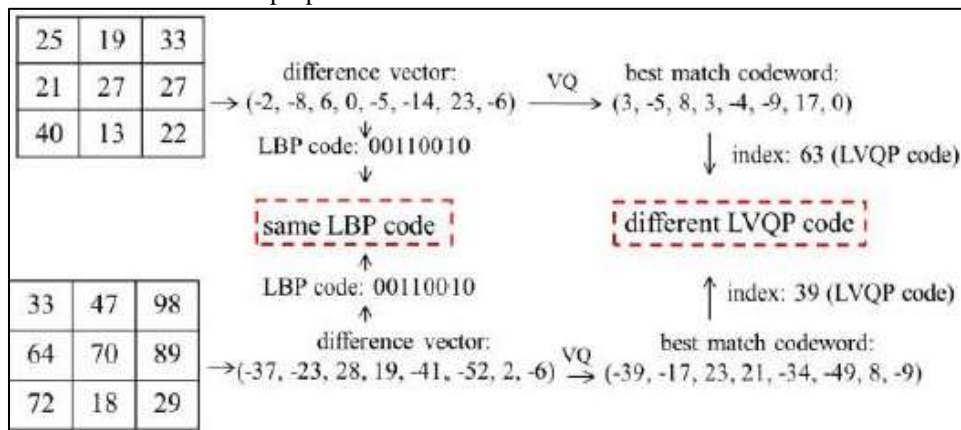 25 19 33
21 27 27
40 13 22
difference vector:
(-2, -8, 6, 0, -5, -14, 23, -6)
VQ
best match codeword:
(3, -5, 8, 3, -4, -9, 17, 0)
LBP code: 00110010
index: 63 (LVQP code)
same LBP code
different LVQP code
LBP code: 00110010
index: 39 (LVQP code)
33 47 98
64 70 89
72 18 29
difference vector:
(-37, -23, 28, 19, -41, -52, 2, -6)
VQ
best match codeword:
(-39, -17, 23, 21, -34, -49, 8, -9)